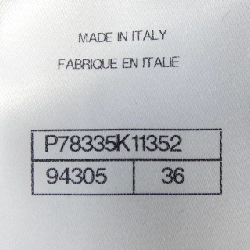 MADE IN ITALY
FABRIQUE EN ITALIE
P78335K11352
94305 36